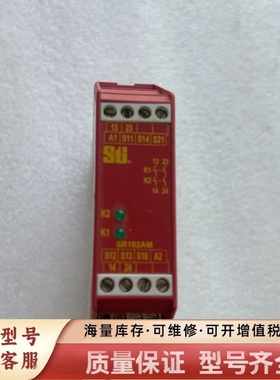 13 23
A1 S11 S14 S21
STi
13 23
K1
K2
14 24
K2
K1
SR102AM
S12 S13 S10 A2
14 24
型号
客服
海量库存·可维修·可开增值税
质量保证 型号齐全